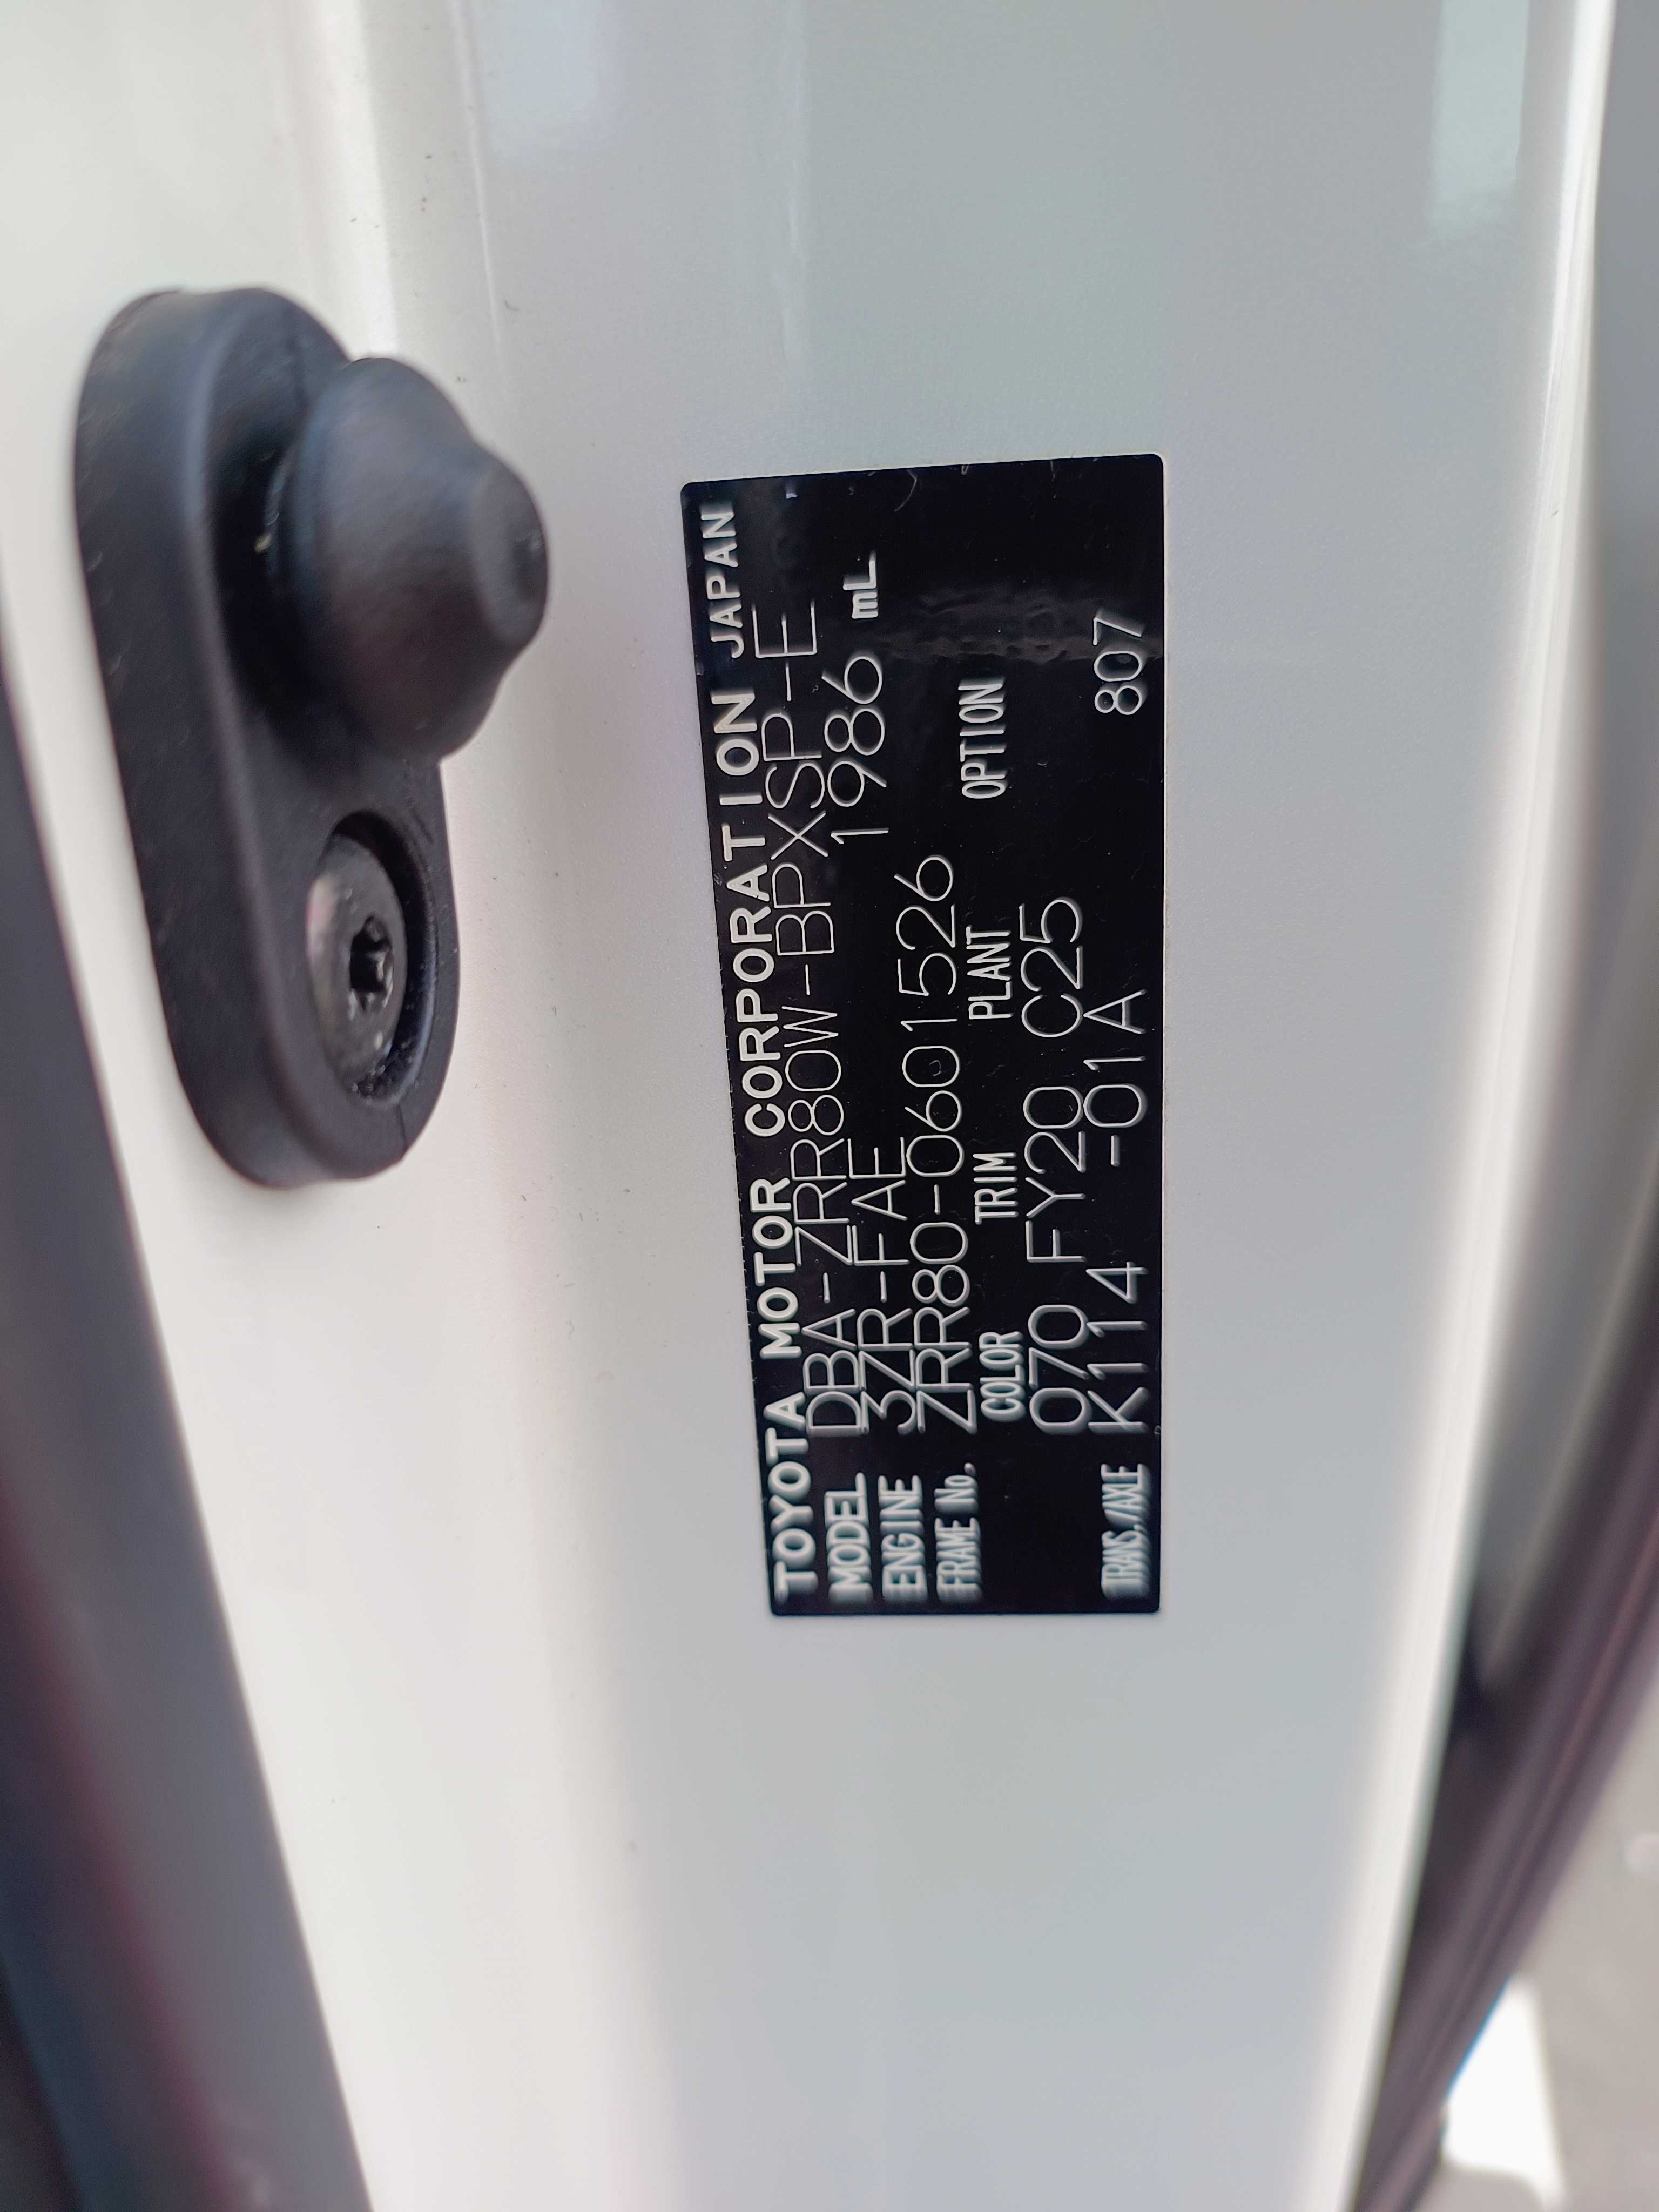 TOYOTA MOTOR CORPORATION JAPAN
MODEL DBA-ZRR80W-BPXSP-E
ENGINE 3ZR-FAE 1986 mL
FRAME No. ZRR80-0601526
COLOR TRIM PLANT OPTION
070 FY20 C25
TRANS./AXLE K114 -01A 807